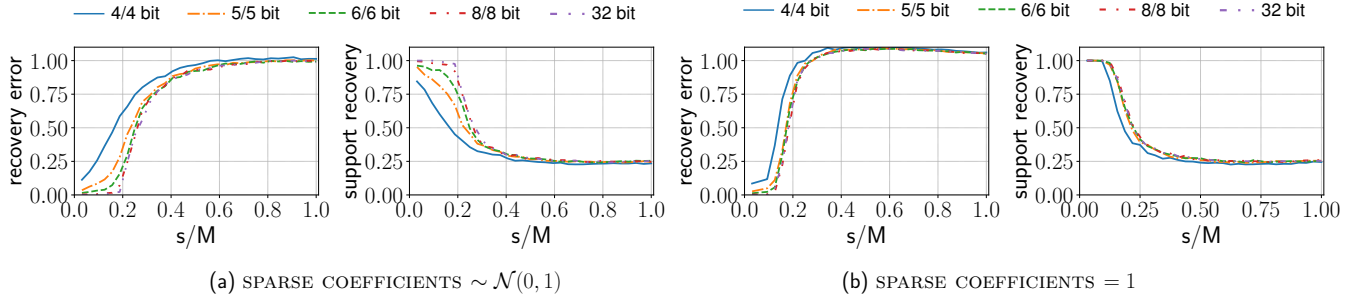 4/4 bit 5/5 bit 6/6 bit 8/8 bit 32 bit
4/4 bit 5/5 bit 6/6 bit 8/8 bit 32 bit
recovery error
1.00
0.75
0.50
0.25
0.00
0.0 0.2 0.4 0.6 0.8 1.0
s/M
support recovery
1.00
0.75
0.50
0.25
0.00
0.0 0.2 0.4 0.6 0.8 1.0
s/M
recovery error
1.00
0.75
0.50
0.25
0.00
0.0 0.2 0.4 0.6 0.8 1.0
s/M
support recovery
1.00
0.75
0.50
0.25
0.00
0.00 0.25 0.50 0.75 1.00
s/M
(a) SPARSE COEFFICIENTS ∼ 𝒩(0, 1)
(b) SPARSE COEFFICIENTS = 1